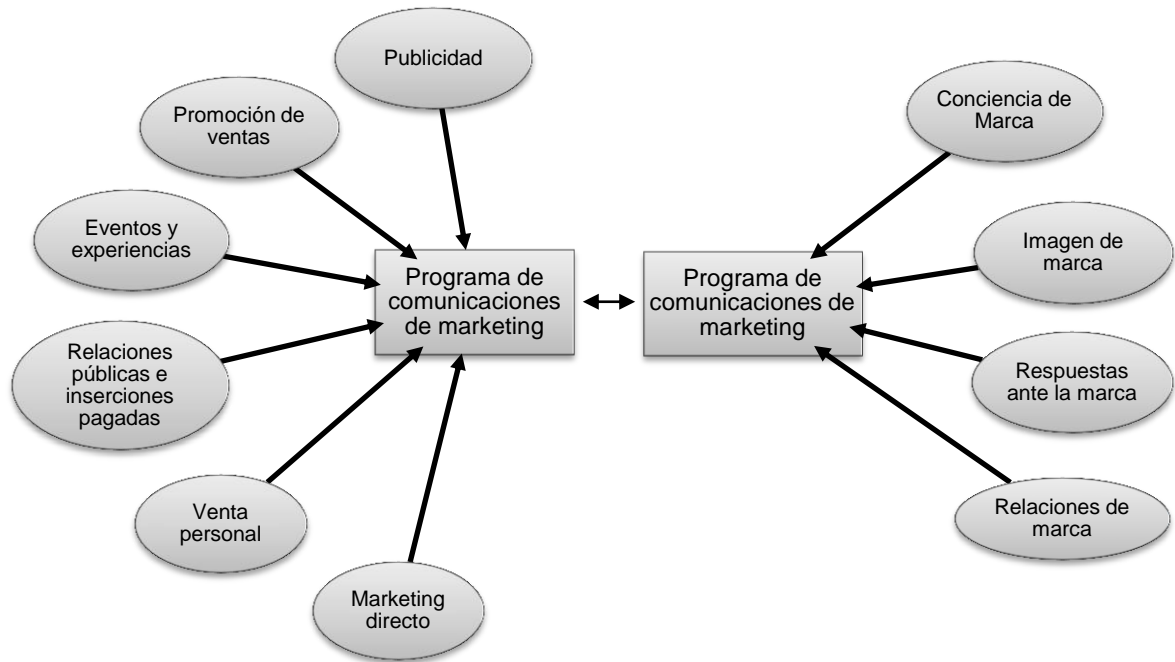 Publicidad
Promoción de
ventas
Eventos y
experiencias
Relaciones
públicas e
inserciones
pagadas
Venta
personal
Marketing
directo
Programa de
comunicaciones
de marketing
Programa de
comunicaciones de
marketing
Conciencia de
Marca
Imagen de
marca
Respuestas
ante la marca
Relaciones de
marca